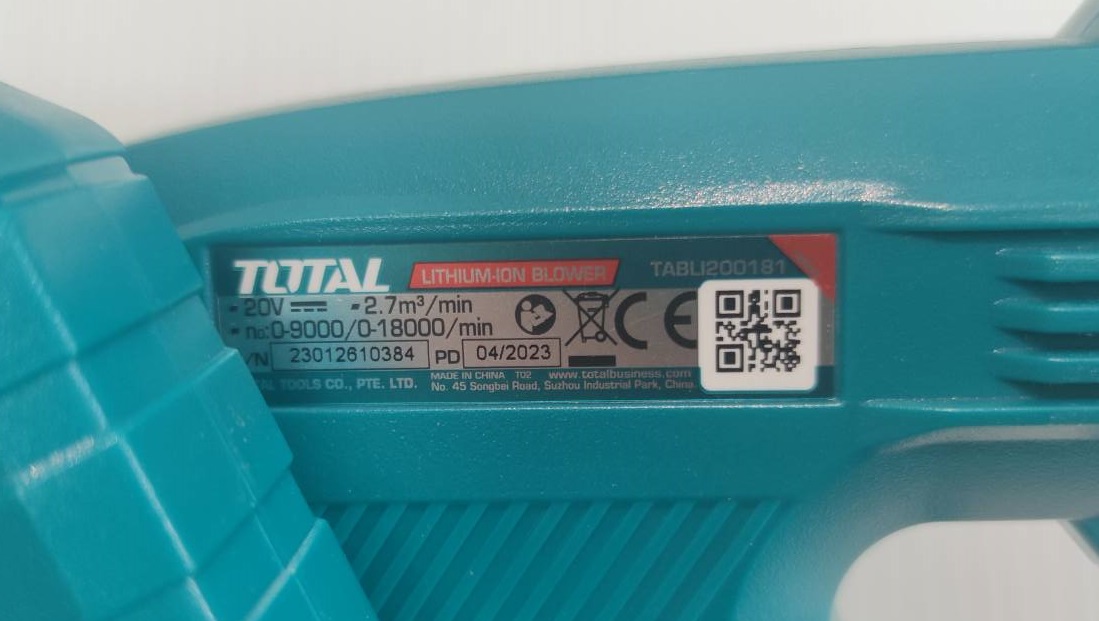 TOTAL LITHIUM-ION BLOWER TABLI200181
- 20V - 2.7m³/min
- n₀:0-9000/0-18000/min
/N 23012610384 PD 04/2023
MADE IN CHINA T02 www.totalbusiness.com
TOOLS CO., PTE. LTD. No. 45 Songbei Road, Suzhou Industrial Park, China.
CE